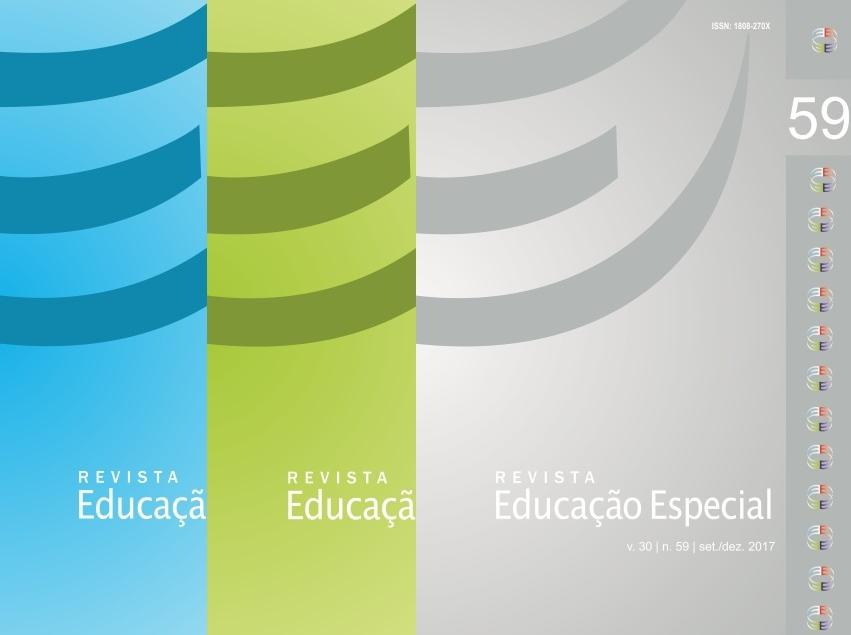 ISSN: 1808-270X
59
REVISTA
Educaçã
REVISTA
Educaçã
REVISTA
Educação Especial
v. 30 | n. 59 | set./dez. 2017